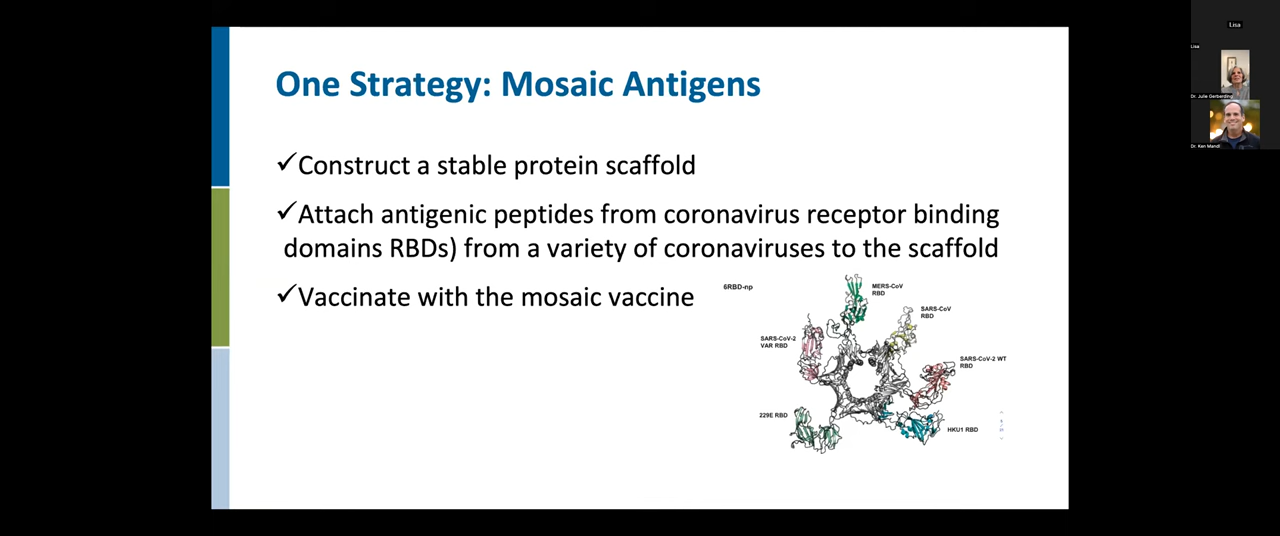 One Strategy: Mosaic Antigens
✓Construct a stable protein scaffold
✓Attach antigenic peptides from coronavirus receptor binding
domains RBDs) from a variety of coronaviruses to the scaffold
✓Vaccinate with the mosaic vaccine
6RBD-np
MERS-CoV
RBD
SARS-CoV
RBD
SARS-CoV-2
VAR RBD
SARS-CoV-2 WT
RBD
229E RBD
HKU1 RBD
Lisa
Lisa
Dr. Julie Gerberding
Dr. Ken Mandl